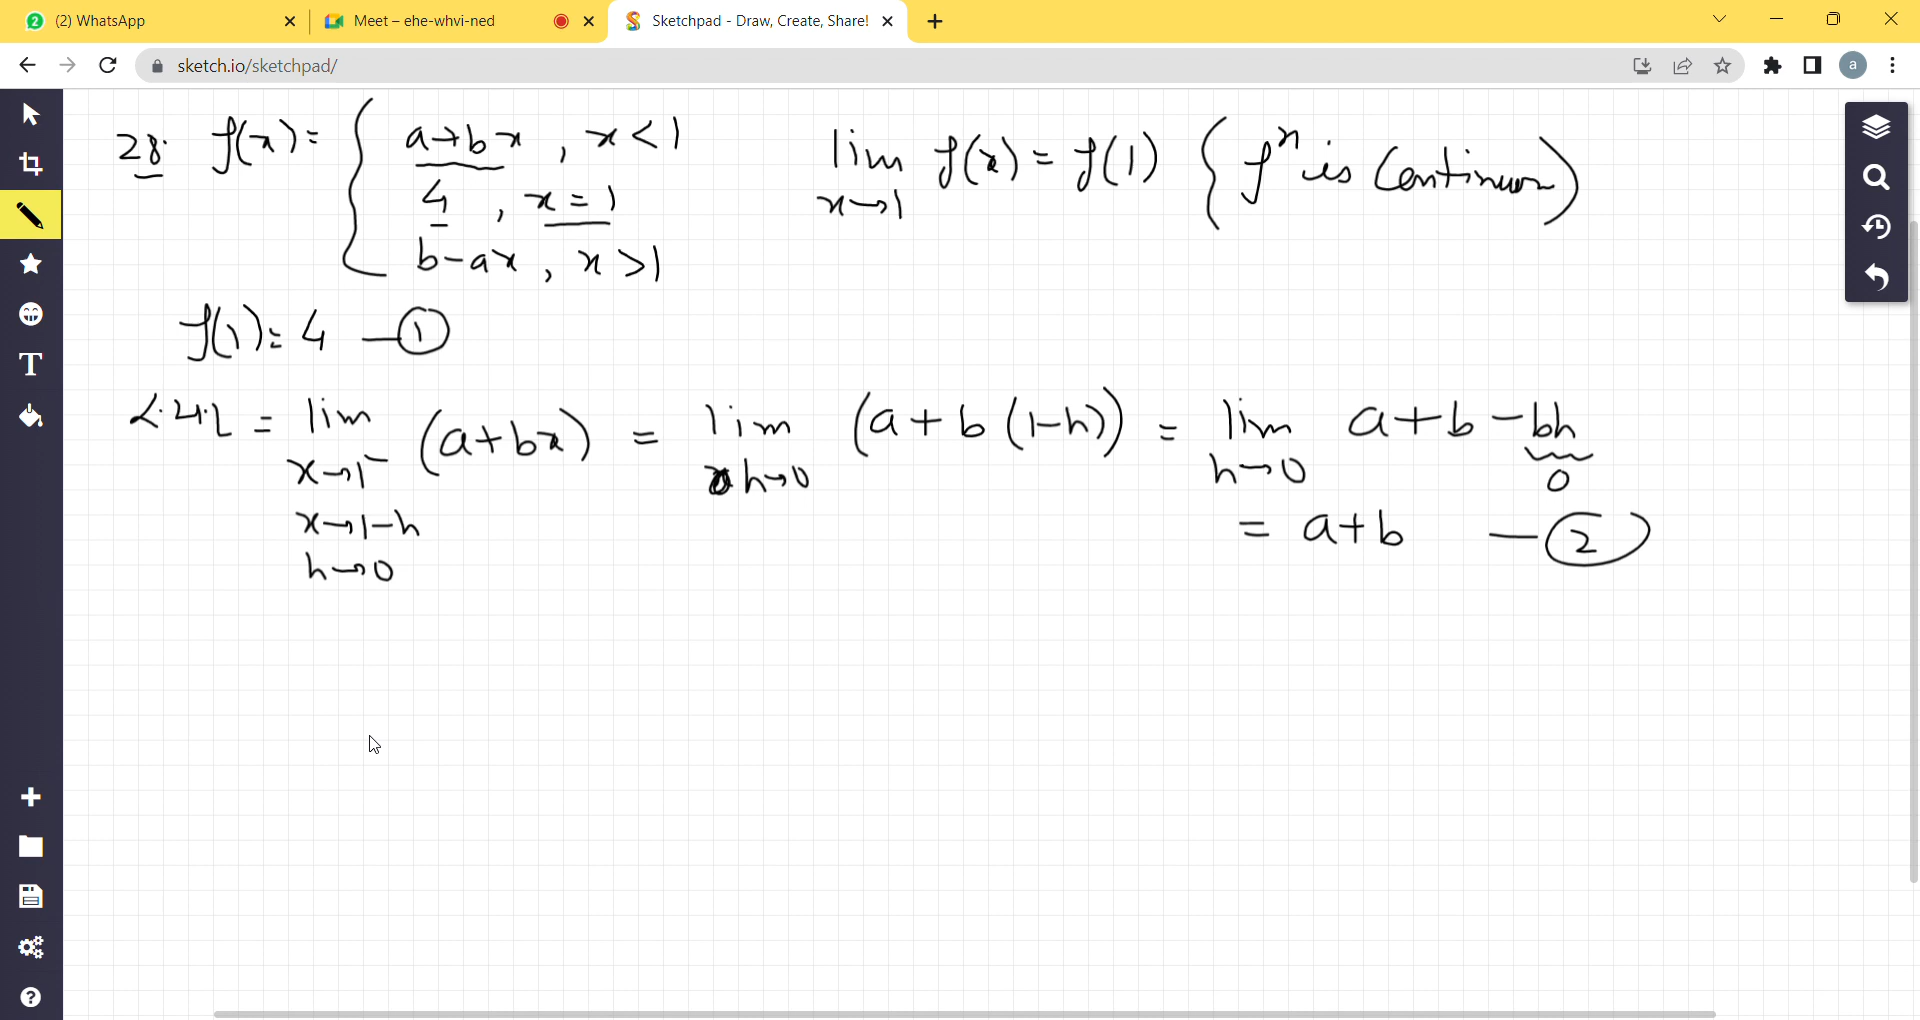 (2) WhatsApp
Meet – ehe-whvi-ned
Sketchpad - Draw, Create, Share!
sketch.io/sketchpad/
a
28. f(x) = { a+bx , x<1
4 , x=1
b-ax , x>1
lim f(x) = f(1) { fⁿ is Continuous)
x→1
f(1) = 4 —①
L.H.L = lim (a+bx) = lim (a+b(1-h)) = lim a+b-bh
x→1⁻ h→0 h→0 0
x→1-h = a+b —②
h→0